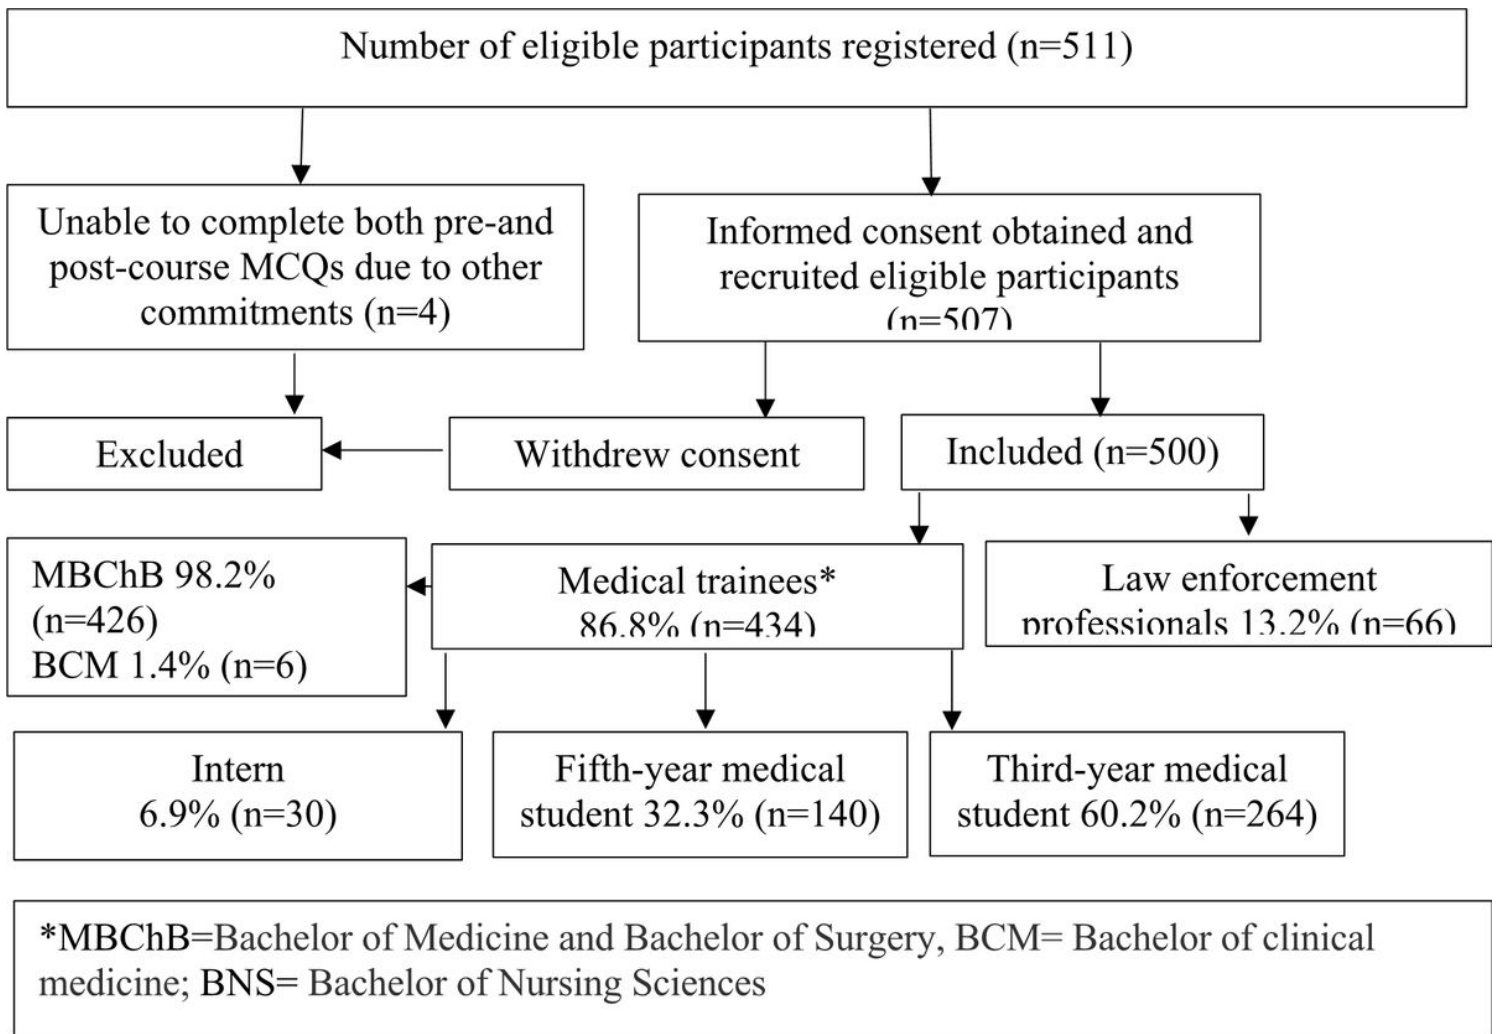 Number of eligible participants registered (n=511)
Unable to complete both pre-and
post-course MCQs due to other
commitments (n=4)
Informed consent obtained and
recruited eligible participants
(n=507)
Excluded
Withdrew consent
Included (n=500)
MBChB 98.2%
(n=426)
BCM 1.4% (n=6)
Medical trainees*
86.8% (n=434)
Law enforcement
professionals 13.2% (n=66)
Intern
6.9% (n=30)
Fifth-year medical
student 32.3% (n=140)
Third-year medical
student 60.2% (n=264)
*MBChB=Bachelor of Medicine and Bachelor of Surgery, BCM= Bachelor of clinical
medicine; BNS= Bachelor of Nursing Sciences